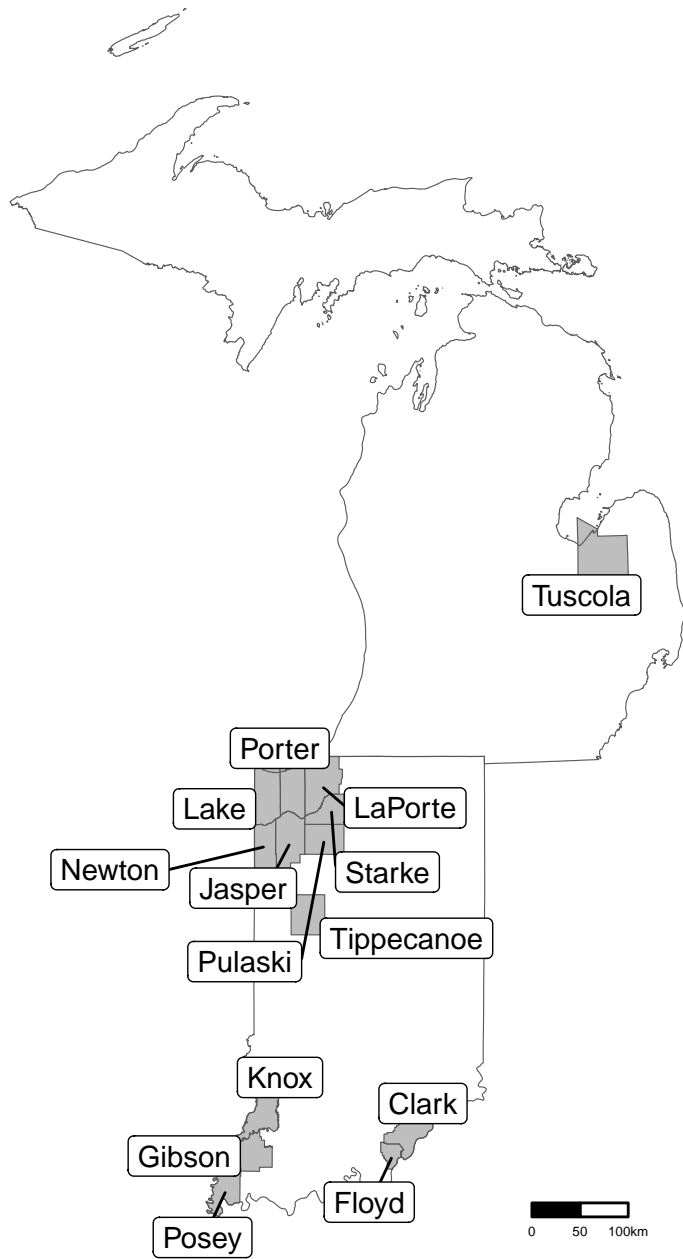 Tuscola
Porter
Lake
LaPorte
Newton
Jasper
Starke
Tippecanoe
Pulaski
Knox
Clark
Gibson
Floyd
Posey
0 50 100km